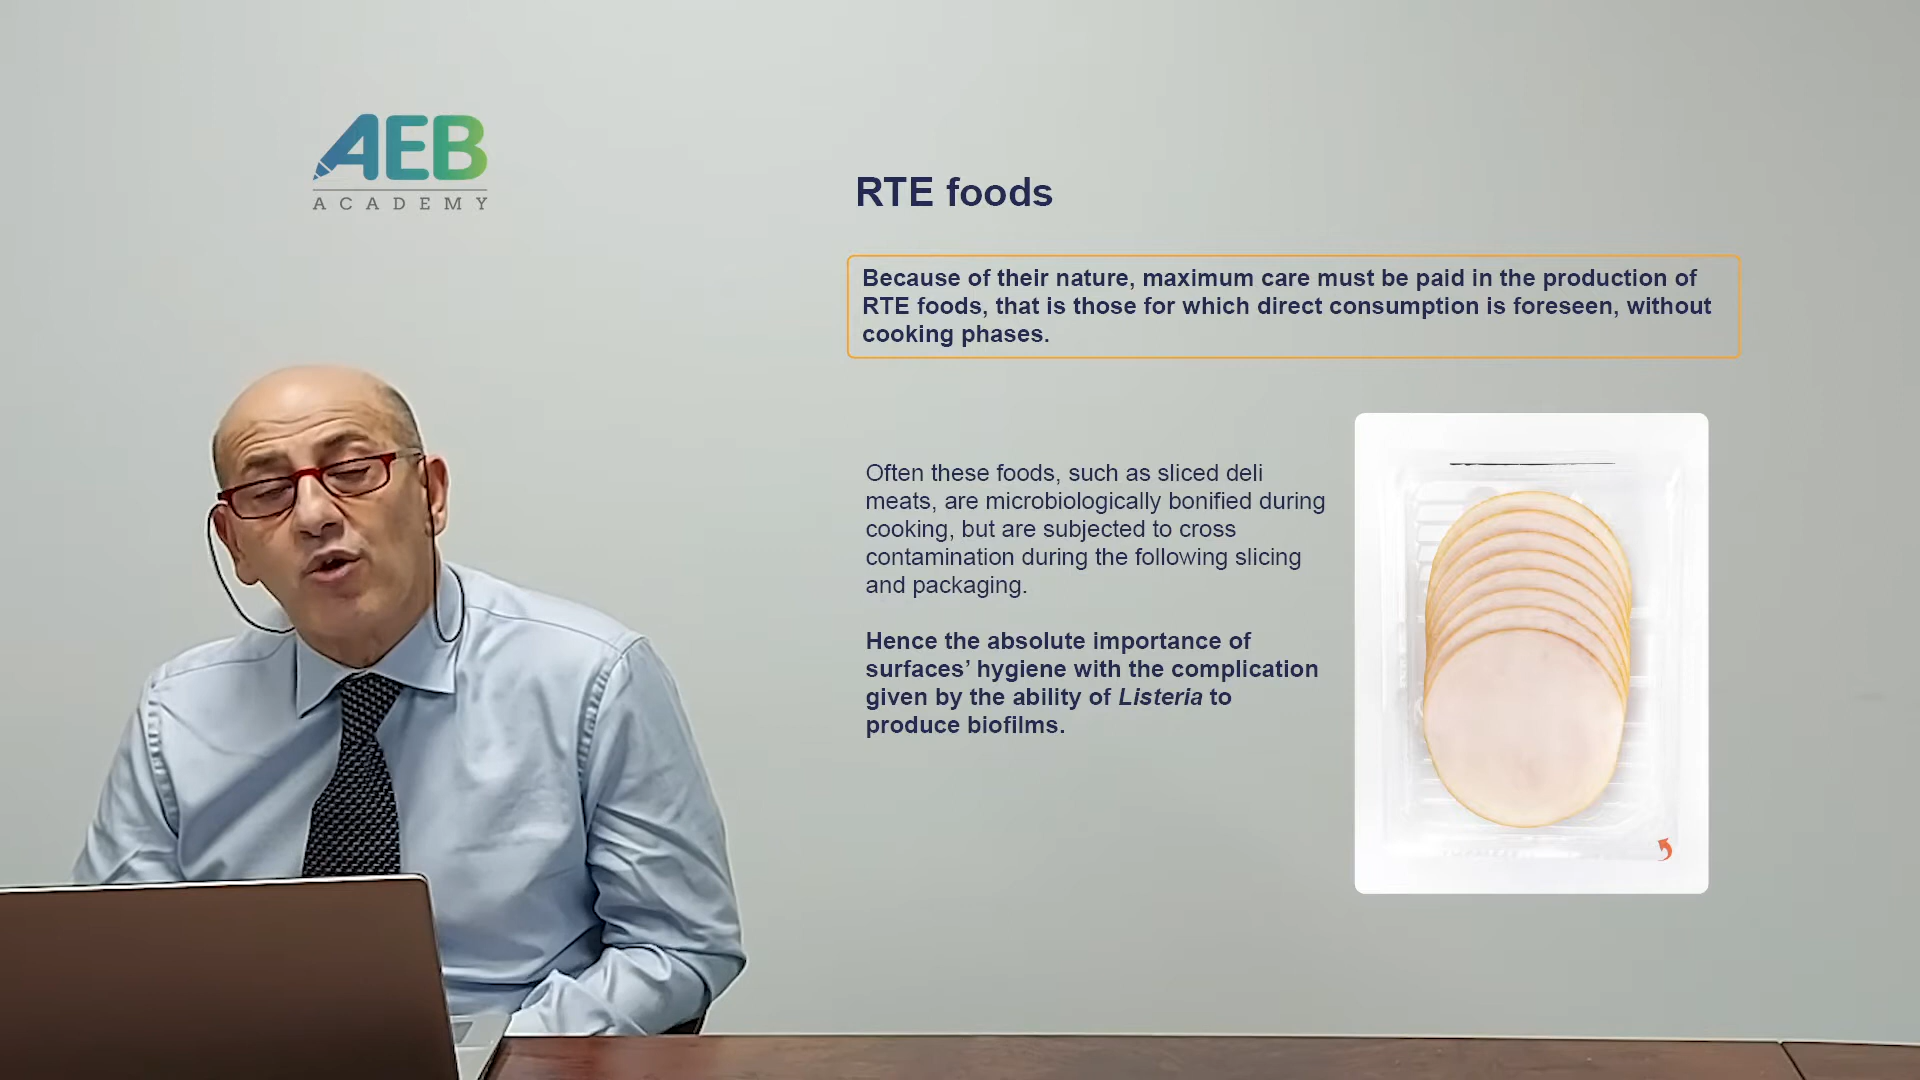 AEB
ACADEMY
RTE foods
Because of their nature, maximum care must be paid in the production of
RTE foods, that is those for which direct consumption is foreseen, without
cooking phases.
Often these foods, such as sliced deli
meats, are microbiologically bonified during
cooking, but are subjected to cross
contamination during the following slicing
and packaging.
Hence the absolute importance of
surfaces’ hygiene with the complication
given by the ability of Listeria to
produce biofilms.